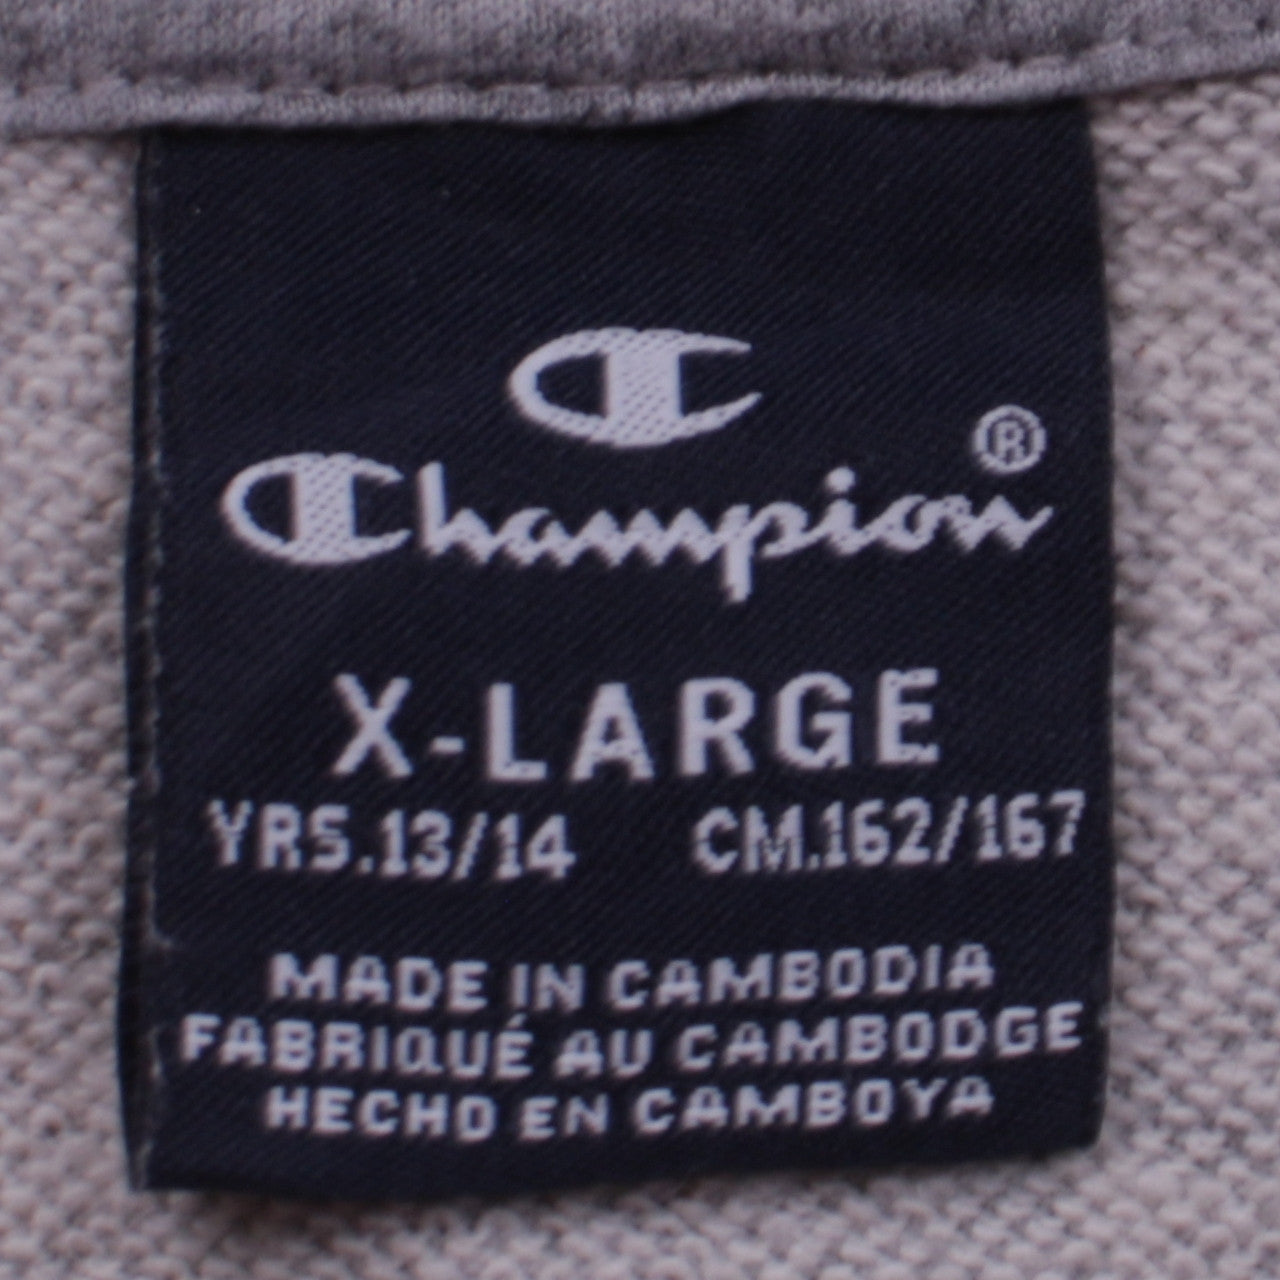 Champion®
X-LARGE
YRS.13/14 CM.162/167
MADE IN CAMBODIA
FABRIQUÉ AU CAMBODGE
HECHO EN CAMBOYA